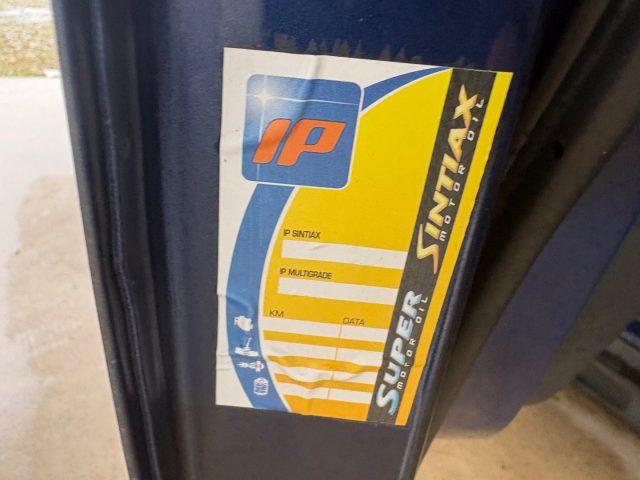 IP
IP SINTIAX
IP MULTIGRADE
KM DATA
SUPER SINTIAX
MOTOR OIL MOTOR OIL